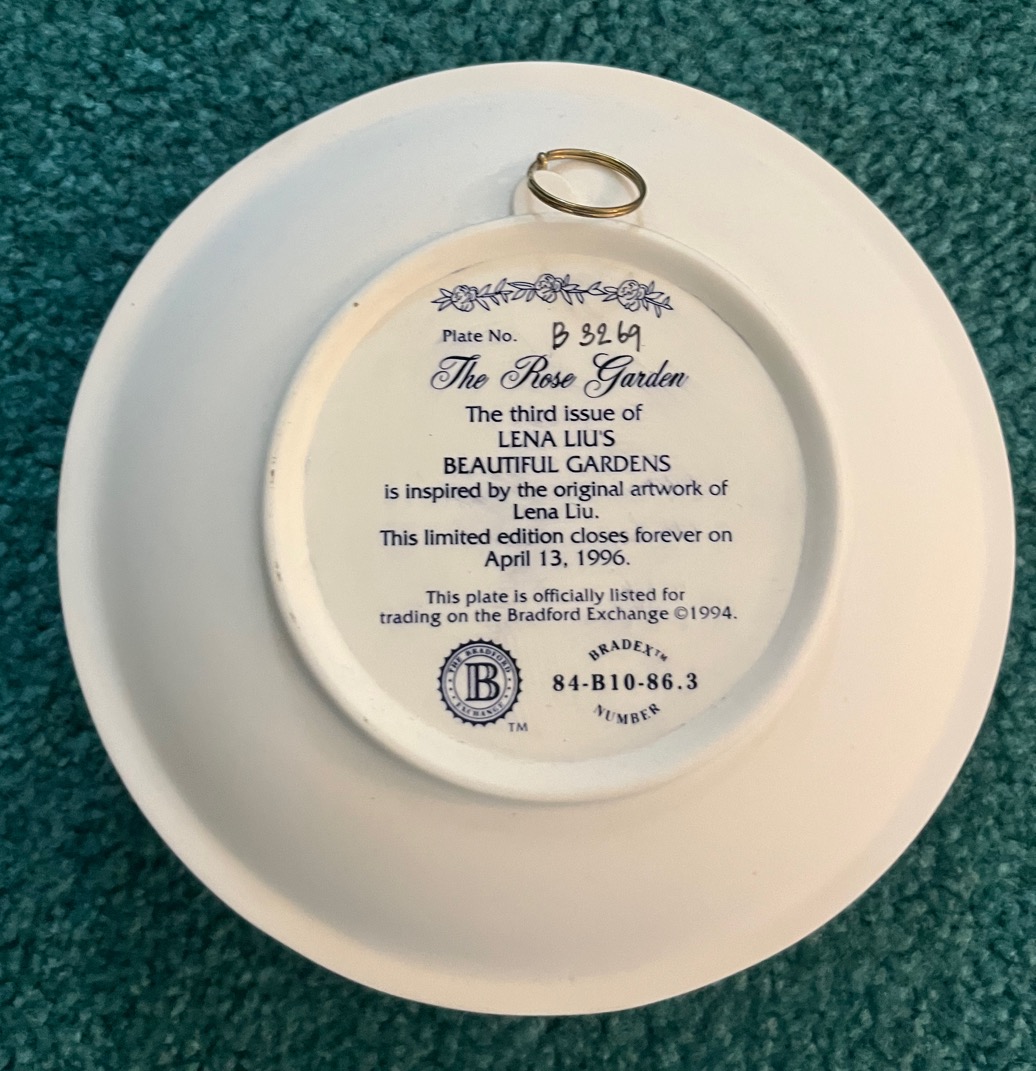 Plate No. B 3269
The Rose Garden
The third issue of
LENA LIU'S
BEAUTIFUL GARDENS
is inspired by the original artwork of
Lena Liu.
This limited edition closes forever on
April 13, 1996.
This plate is officially listed for
trading on the Bradford Exchange ©1994.
THE BRADFORD
B
EXCHANGE
TM
BRADEX™
84-B10-86.3
NUMBER